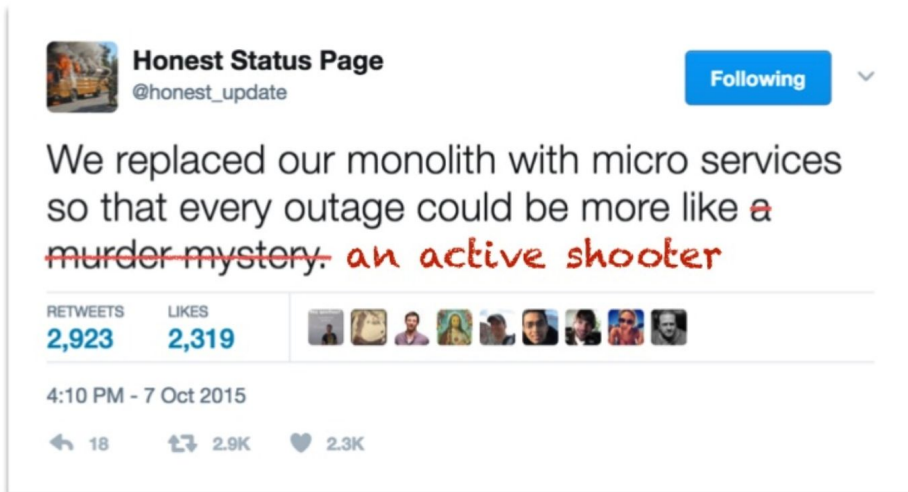 Honest Status Page
@honest_update
Following
We replaced our monolith with micro services
so that every outage could be more like a
murder mystery. an active shooter
RETWEETS LIKES
2,923 2,319
4:10 PM - 7 Oct 2015
18 2.9K 2.3K